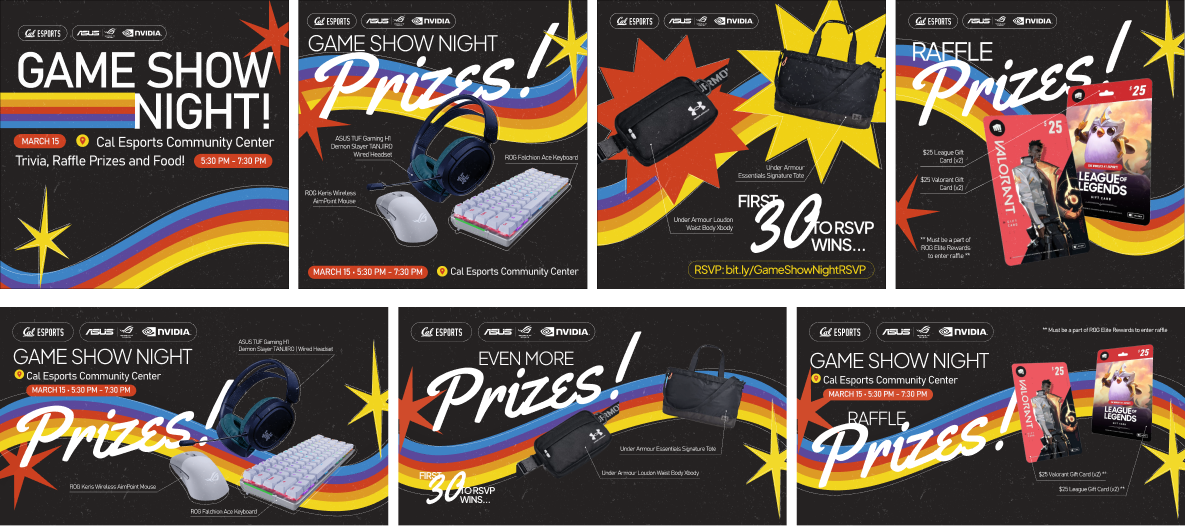 Cal ESPORTS
ASUS NVIDIA.
GAME SHOW
NIGHT!
MARCH 15
Cal Esports Community Center
Trivia, Raffle Prizes and Food!
5:30 PM - 7:30 PM
Cal ESPORTS
ASUS NVIDIA.
GAME SHOW NIGHT
Prizes!
ASUS TUF Gaming H1
Demon Slayer TANJIRO
Wired Headset
ROG Falchion Ace Keyboard
ROG Keris Wireless
AimPoint Mouse
MARCH 15 • 5:30 PM - 7:30 PM
Cal Esports Community Center
Cal ESPORTS
ASUS NVIDIA.
Under Armour
Essentials Signature Tote
Under Armour Loudon
Waist Body Xbody
FIRST
30
TO RSVP
WINS...
RSVP: bit.ly/GameShowNightRSVP
Cal ESPORTS
ASUS NVIDIA.
RAFFLE
Prizes!
$25
$25
VALORANT
LEAGUE OF
LEGENDS
GIFT CARD
$25 League Gift
Card (x2)
$25 Valorant Gift
Card (x2)
** Must be a part of
ROG Elite Rewards
to enter raffle **
Cal ESPORTS
ASUS NVIDIA.
GAME SHOW NIGHT
Cal Esports Community Center
MARCH 15 • 5:30 PM - 7:30 PM
Prizes!
ASUS TUF Gaming H1
Demon Slayer TANJIRO | Wired Headset
ROG Keris Wireless AimPoint Mouse
ROG Falchion Ace Keyboard
Cal ESPORTS
ASUS NVIDIA.
EVEN MORE
Prizes!
Under Armour Essentials Signature Tote
Under Armour Loudon Waist Body Xbody
FIRST
30
TO RSVP
WINS...
Cal ESPORTS
ASUS NVIDIA.
** Must be a part of ROG Elite Rewards to enter raffle
GAME SHOW NIGHT
Cal Esports Community Center
MARCH 15 • 5:30 PM - 7:30 PM
RAFFLE
Prizes!
$25
$25
VALORANT
LEAGUE OF
LEGENDS
$25 Valorant Gift Card (x2) **
$25 League Gift Card (x2) **